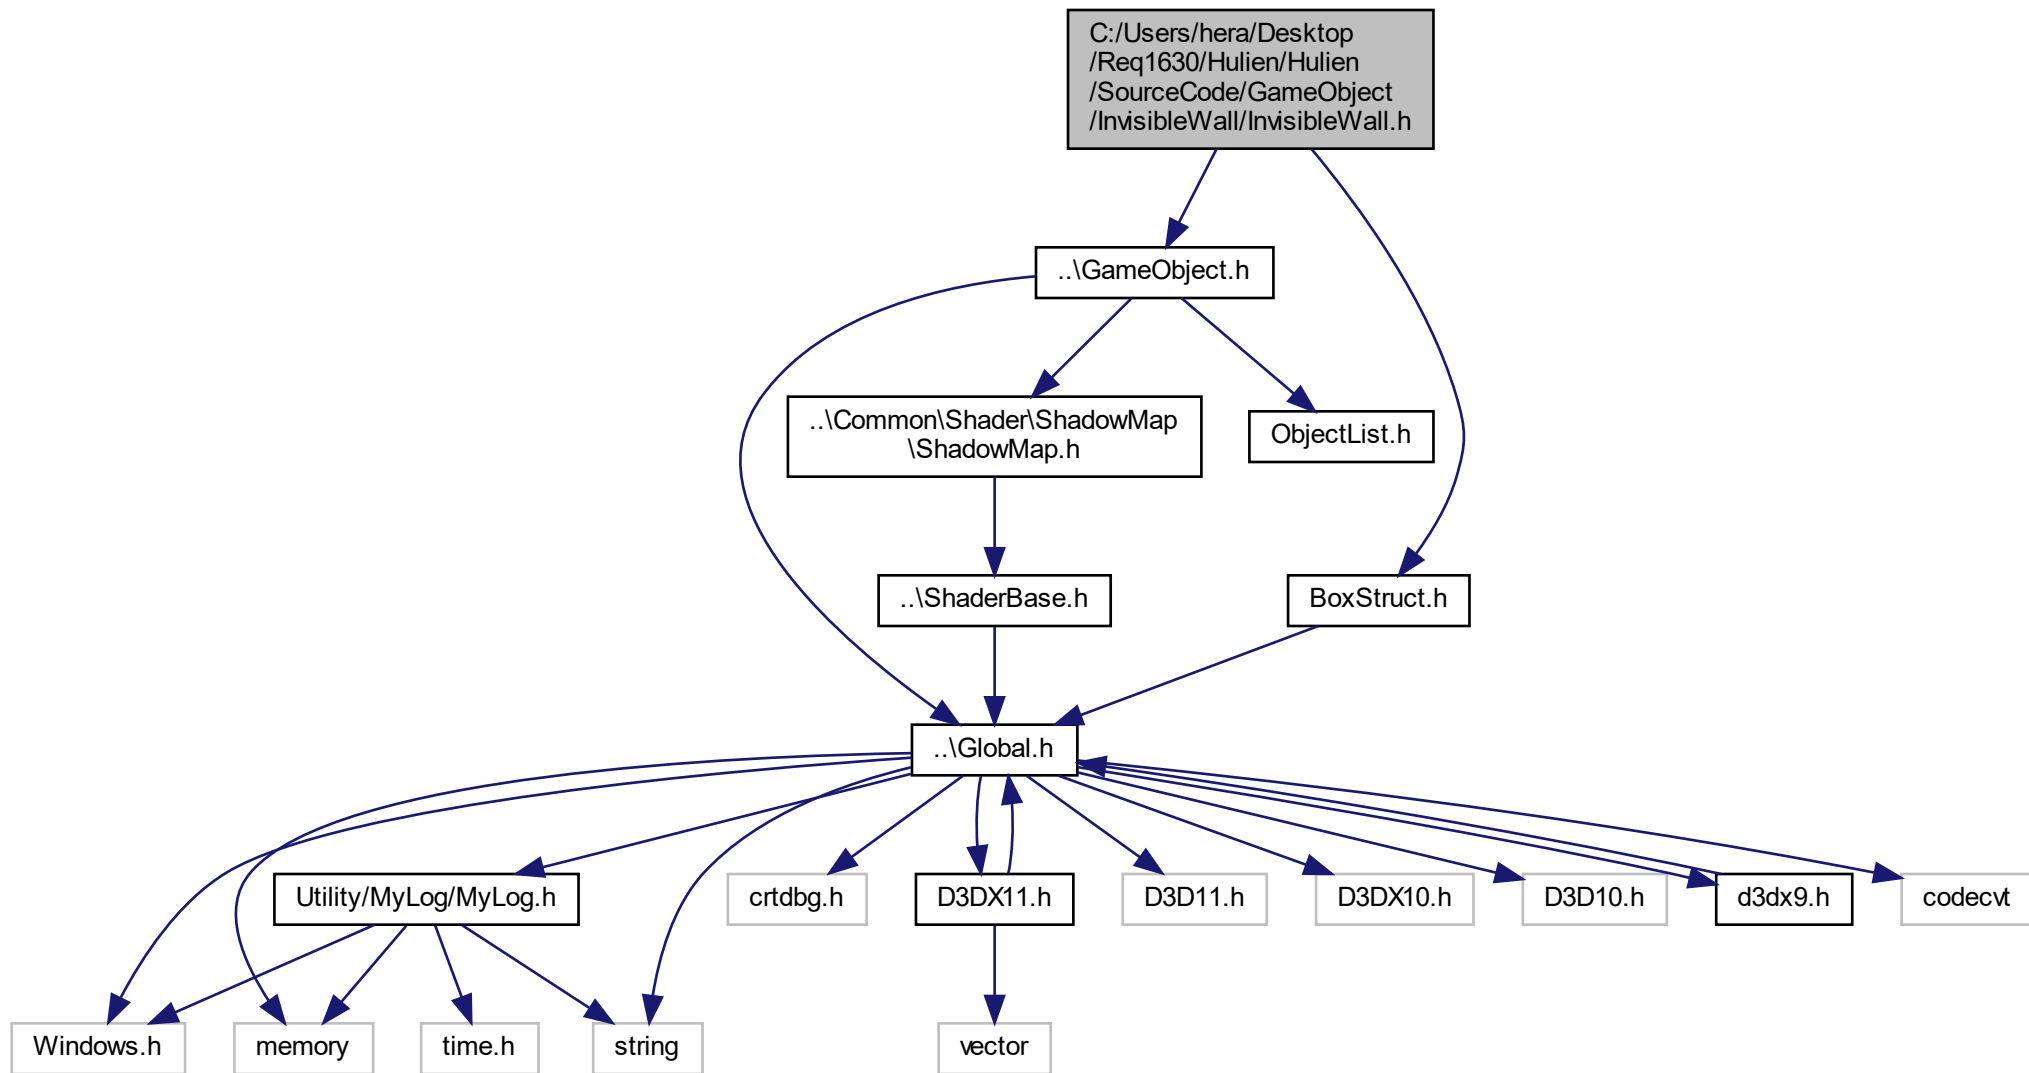 C:/Users/hera/Desktop
/Req1630/Hulien/Hulien
/SourceCode/GameObject
/InvisibleWall/InvisibleWall.h
..\GameObject.h
..\Common\Shader\ShadowMap
\ShadowMap.h
ObjectList.h
..\ShaderBase.h
BoxStruct.h
..\Global.h
Utility/MyLog/MyLog.h
crtdbg.h
D3DX11.h
D3D11.h
D3DX10.h
D3D10.h
d3dx9.h
codecvt
Windows.h
memory
time.h
string
vector